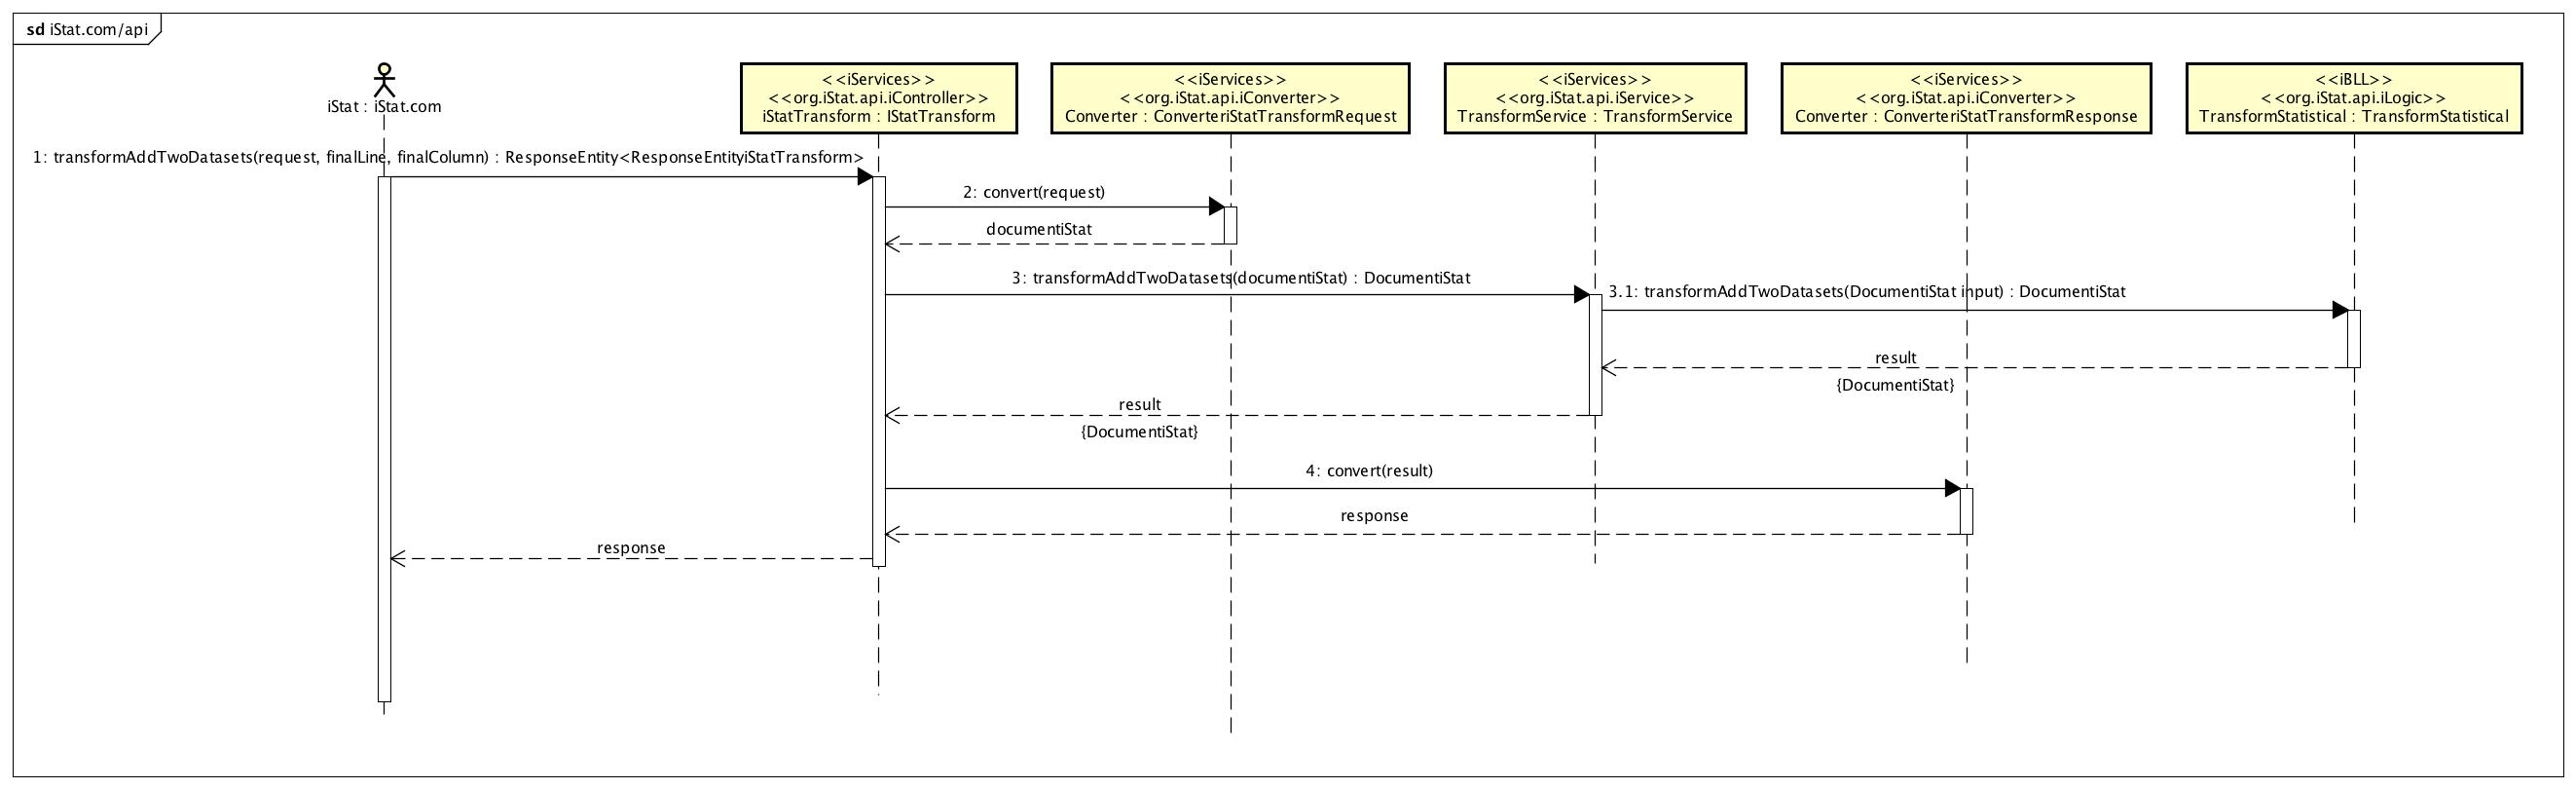 sd iStat.com/api
iStat : iStat.com
<<iServices>>
<<org.iStat.api.iController>>
iStatTransform : IStatTransform
<<iServices>>
<<org.iStat.api.iConverter>>
Converter : ConverteriStatTransformRequest
<<iServices>>
<<org.iStat.api.iService>>
TransformService : TransformService
<<iServices>>
<<org.iStat.api.iConverter>>
Converter : ConverteriStatTransformResponse
<<iBLL>>
<<org.iStat.api.iLogic>>
TransformStatistical : TransformStatistical
1: transformAddTwoDatasets(request, finalLine, finalColumn) : ResponseEntity<ResponseEntityiStatTransform>
2: convert(request)
documentiStat
3: transformAddTwoDatasets(documentiStat) : DocumentiStat
3.1: transformAddTwoDatasets(DocumentiStat input) : DocumentiStat
result
{DocumentiStat}
result
{DocumentiStat}
4: convert(result)
response
response